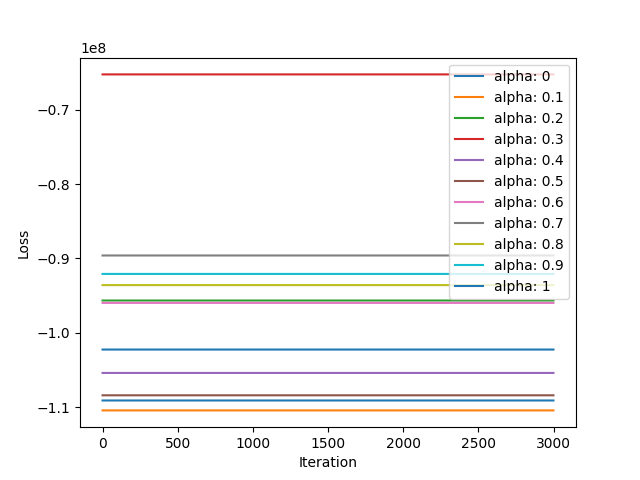 1e8
−0.7
−0.8
−0.9
−1.0
−1.1
Loss
0
500
1000
1500
2000
2500
3000
Iteration
alpha: 0
alpha: 0.1
alpha: 0.2
alpha: 0.3
alpha: 0.4
alpha: 0.5
alpha: 0.6
alpha: 0.7
alpha: 0.8
alpha: 0.9
alpha: 1